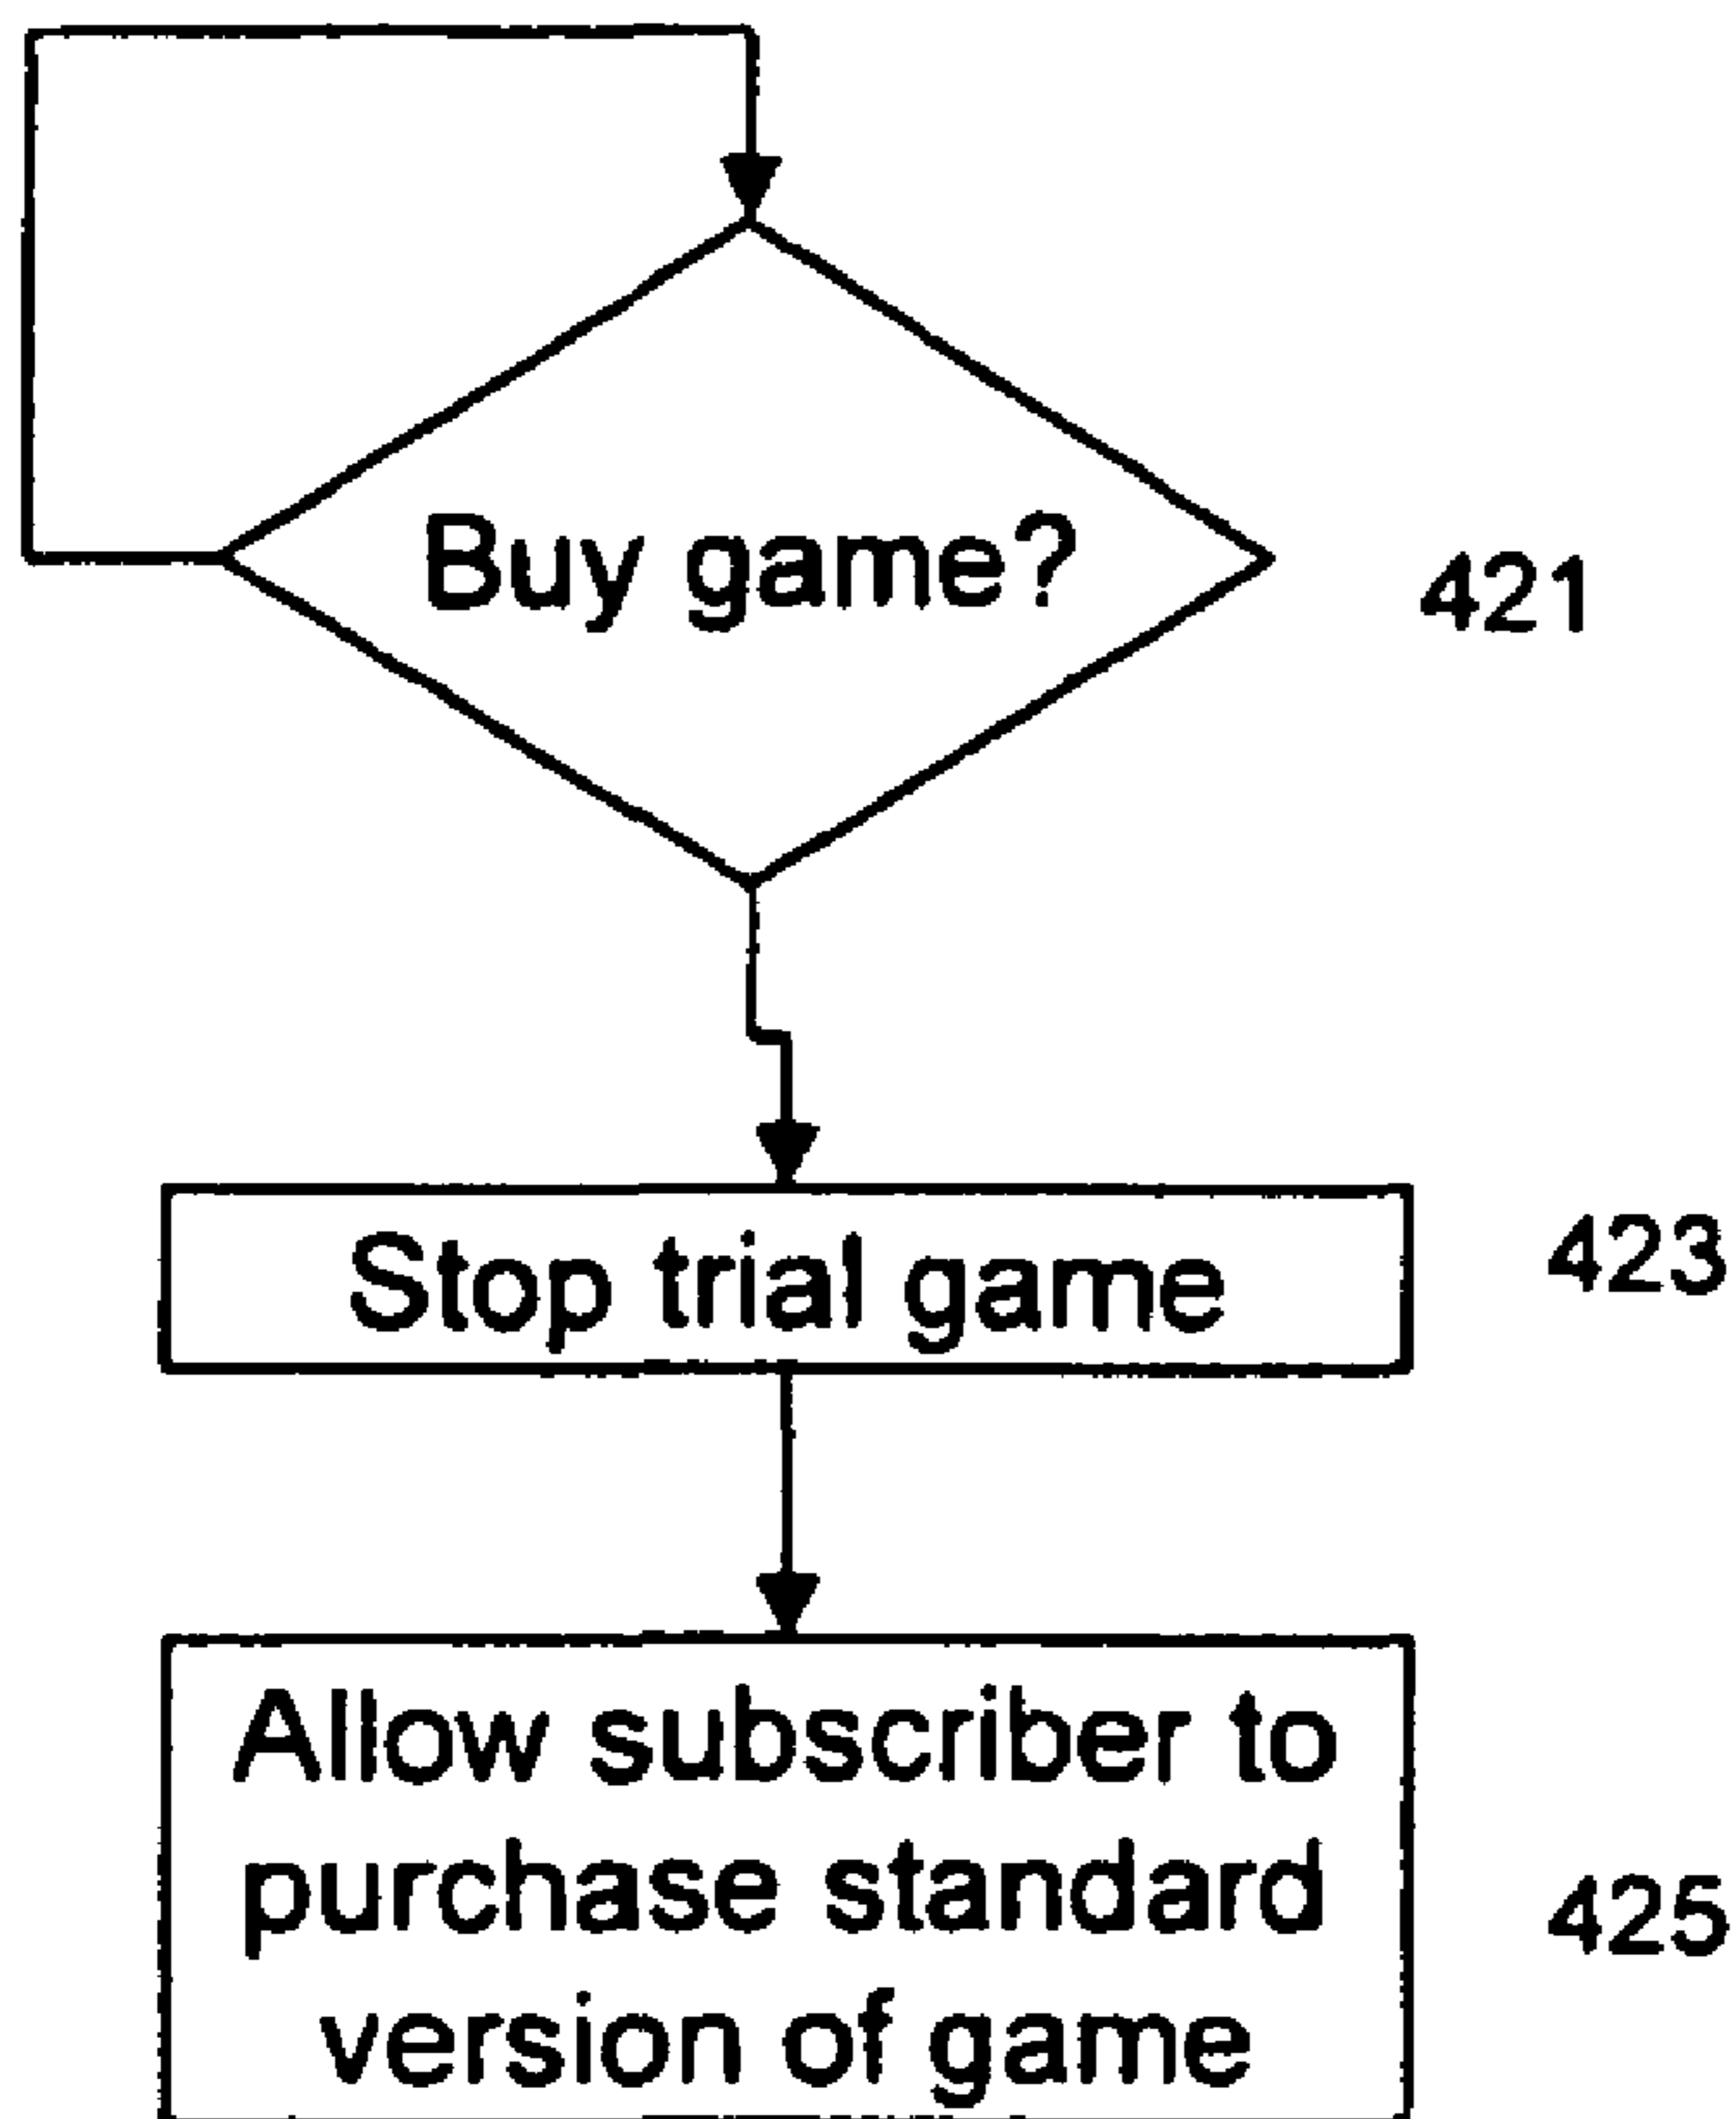 Buy game?
421
Stop trial game
423
Allow subscriber to
purchase standard
425
version of game